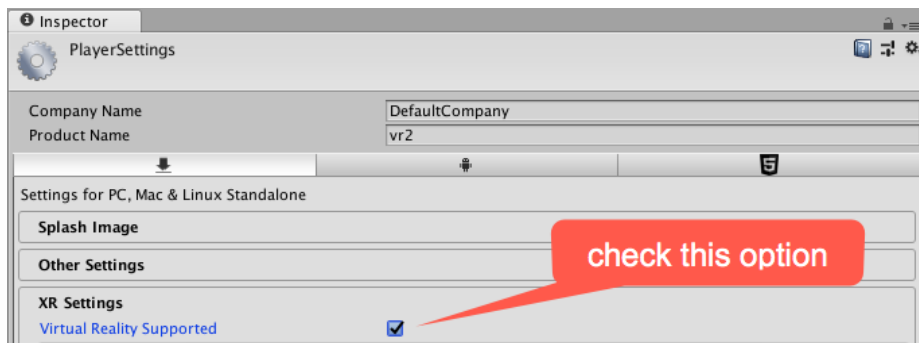 Inspector
PlayerSettings
Company Name DefaultCompany
Product Name vr2
Settings for PC, Mac & Linux Standalone
Splash Image
Other Settings
check this option
XR Settings
Virtual Reality Supported